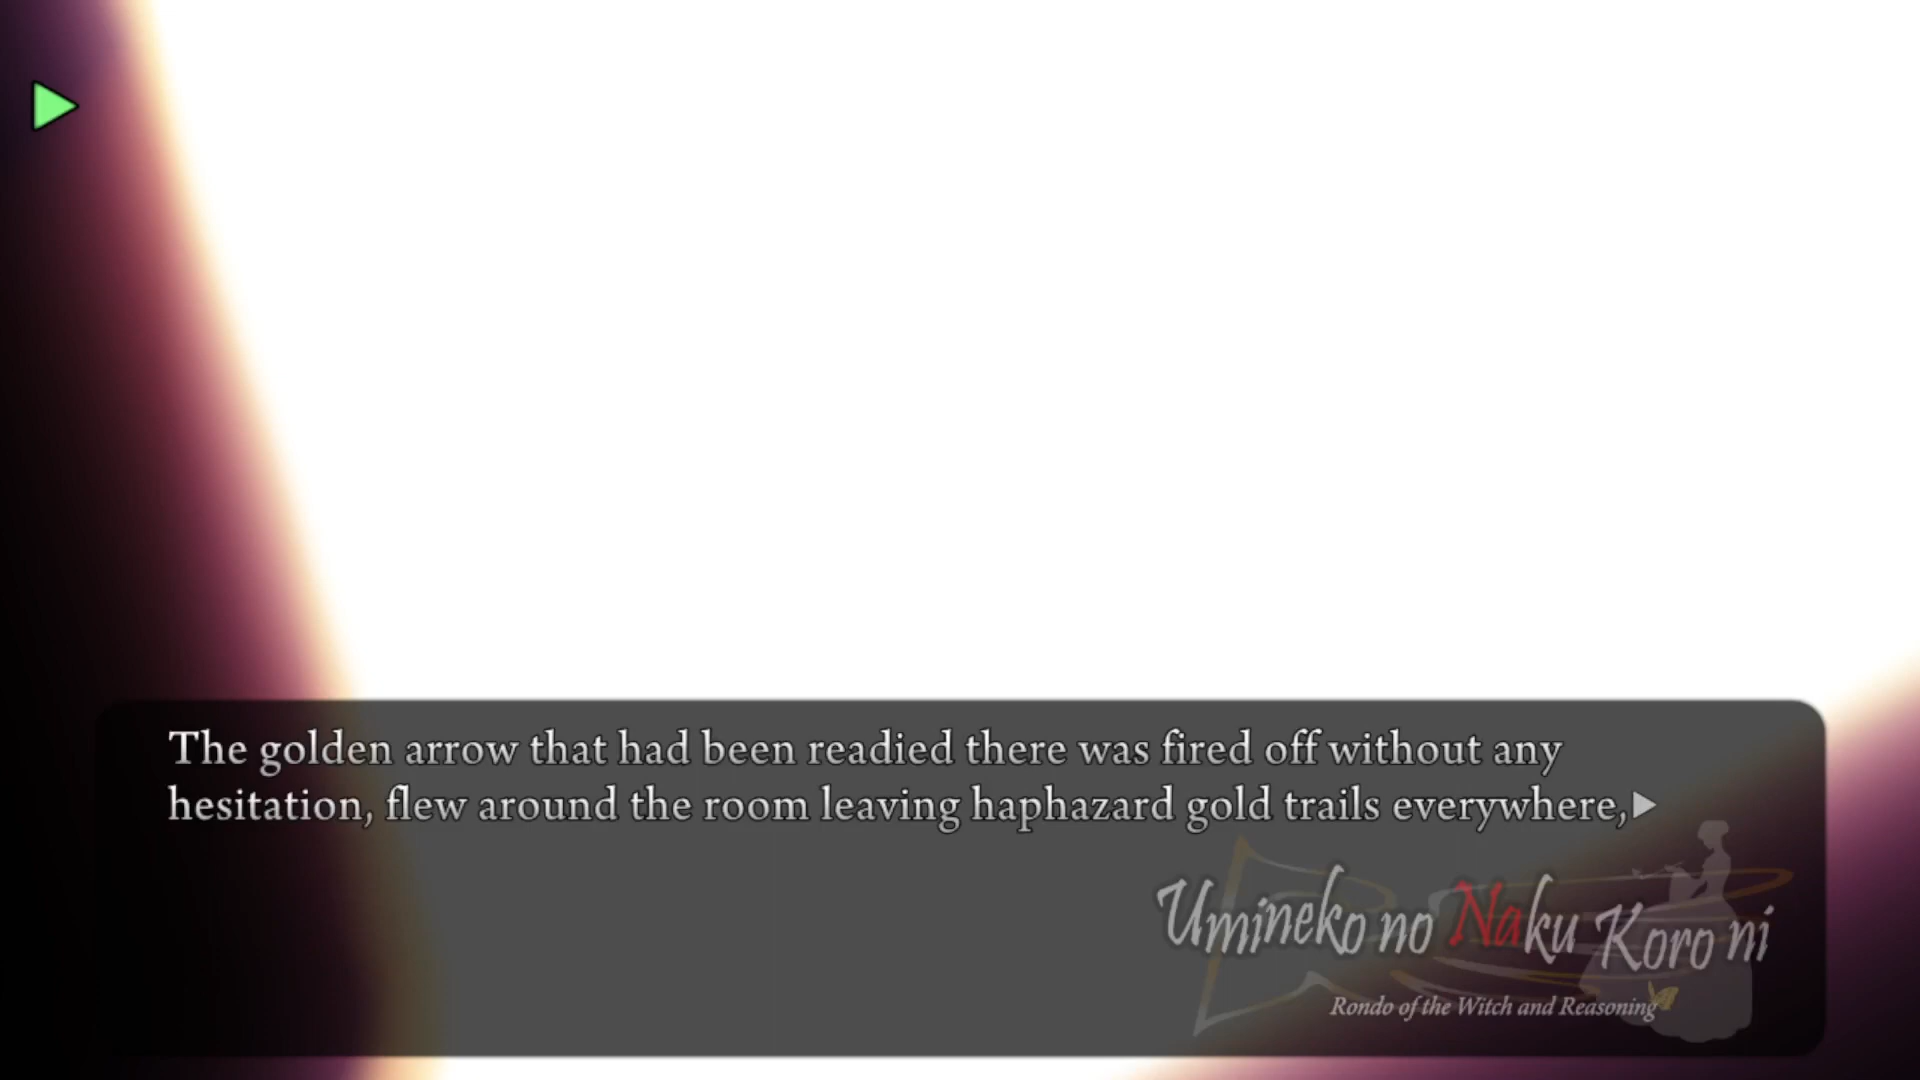 The golden arrow that had been readied there was fired off without any
hesitation, flew around the room leaving haphazard gold trails everywhere,
Umineko no Naku Koro ni
Rondo of the Witch and Reasoning